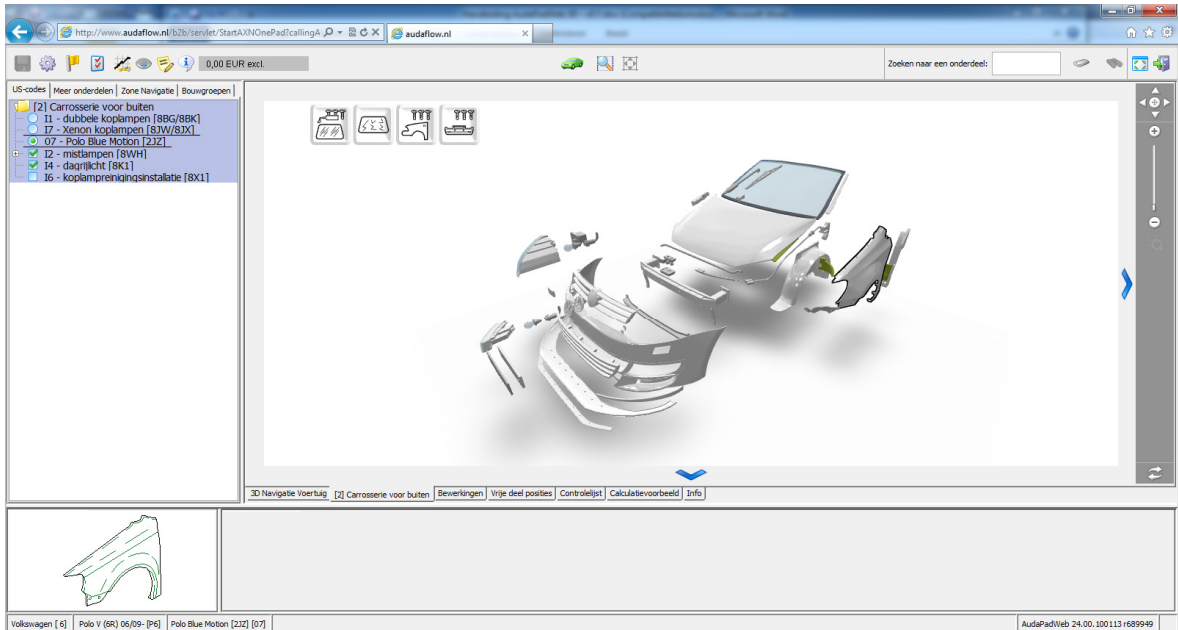 http://www.audaflow.nl/b2b/servlet/StartAXNOnePad?callingA
audaflow.nl
0,00 EUR excl.
Zoeken naar een onderdeel:
US-codes
Meer onderdelen
Zone Navigatie
Bouwgroepen
[2] Carrosserie voor buiten
I1 - dubbele koplampen [8BG/8BK]
I7 - Xenon koplampen [8JW/8JX]
07 - Polo Blue Motion [2JZ]
I2 - mistlampen [8WH]
I4 - dagrijlicht [8K1]
I6 - koplampreinigingsinstallatie [8X1]
3D Navigatie Voertuig
[2] Carrosserie voor buiten
Bewerkingen
Vrije deel posities
Controlelijst
Calculatievoorbeeld
Info
Volkswagen [ 6]
Polo V (6R) 06/09- [P6]
Polo Blue Motion [2JZ] [07]
AudaPadWeb 24.00.100113 r689949